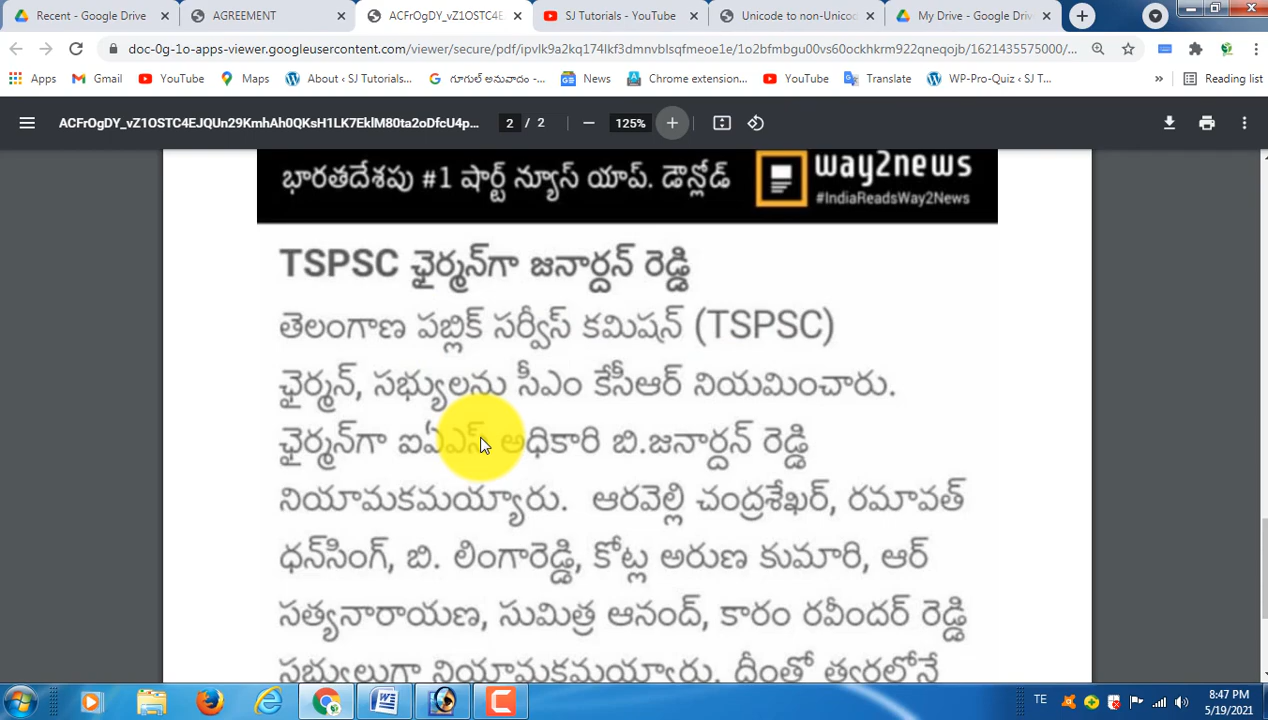 Recent - Google Drive
AGREEMENT
ACFrOgDY_vZ1OSTC4E
SJ Tutorials - YouTube
Unicode to non-Unico
My Drive - Google Dri
doc-0g-1o-apps-viewer.googleusercontent.com/viewer/secure/pdf/ipvlk9a2kq174lkf3dmnvblsqfmeoe1e/1o2bfmbgu00vs60ockhkrm922qneqojb/1621435575000/...
Apps
Gmail
YouTube
Maps
About ‹ SJ Tutorials...
గూగుల్ అనువాదం -...
News
Chrome extension...
YouTube
Translate
WP-Pro-Quiz ‹ SJ T...
»
Reading list
ACFrOgDY_vZ1OSTC4EJQUn29KmhAh0QKsH1LK7EklM80ta2oDfcU4p...
2 / 2
125%
భారతదేశపు #1 షార్ట్ న్యూస్ యాప్. డౌన్లోడ్
way2news
#IndiaReadsWay2News
TSPSC ఛైర్మన్‌గా జనార్దన్ రెడ్డి
తెలంగాణ పబ్లిక్ సర్వీస్ కమిషన్ (TSPSC)
ఛైర్మన్, సభ్యులను సీఎం కేసీఆర్ నియమించారు.
ఛైర్మన్‌గా ఐఏఎస్ అధికారి బి.జనార్దన్ రెడ్డి
నియామకమయ్యారు. ఆరవెల్లి చంద్రశేఖర్, రమావత్
ధన్‌సింగ్, బి. లింగారెడ్డి, కోట్ల అరుణ కుమారి, ఆర్
సత్యనారాయణ, సుమిత్ర ఆనంద్, కారం రవీందర్ రెడ్డి
సభ్యులుగా నియామకమయ్యారు. దీంతో త్వరలోనే
TE
8:47 PM
5/19/2021